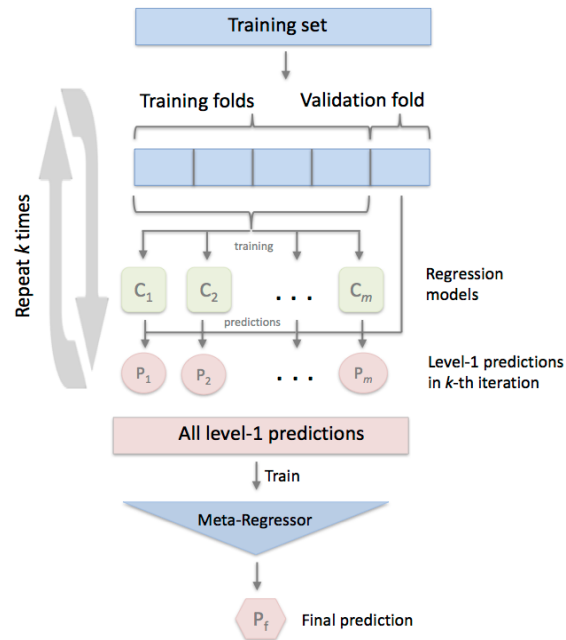 Training set
Training folds
Validation fold
Repeat k times
training
C1
C2
. . .
Cm
Regression
models
predictions
P1
P2
. . .
Pm
Level-1 predictions
in k-th iteration
All level-1 predictions
Train
Meta-Regressor
Pf
Final prediction